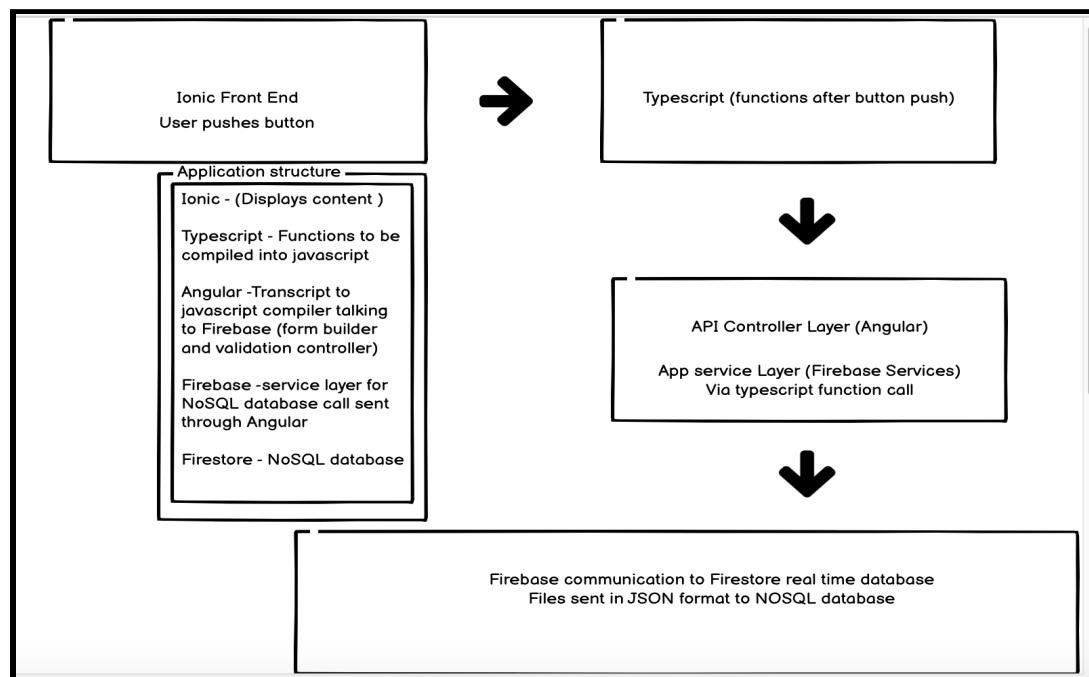 Ionic Front End
User pushes button
Typescript (functions after button push)
Application structure
Ionic - (Displays content )
Typescript - Functions to be
compiled into javascript
Angular -Transcript to
javascript compiler talking
to Firebase (form builder
and validation controller)
Firebase -service layer for
NoSQL database call sent
through Angular
Firestore - NoSQL database
API Controller Layer (Angular)
App service Layer (Firebase Services)
Via typescript function call
Firebase communication to Firestore real time database
Files sent in JSON format to NOSQL database